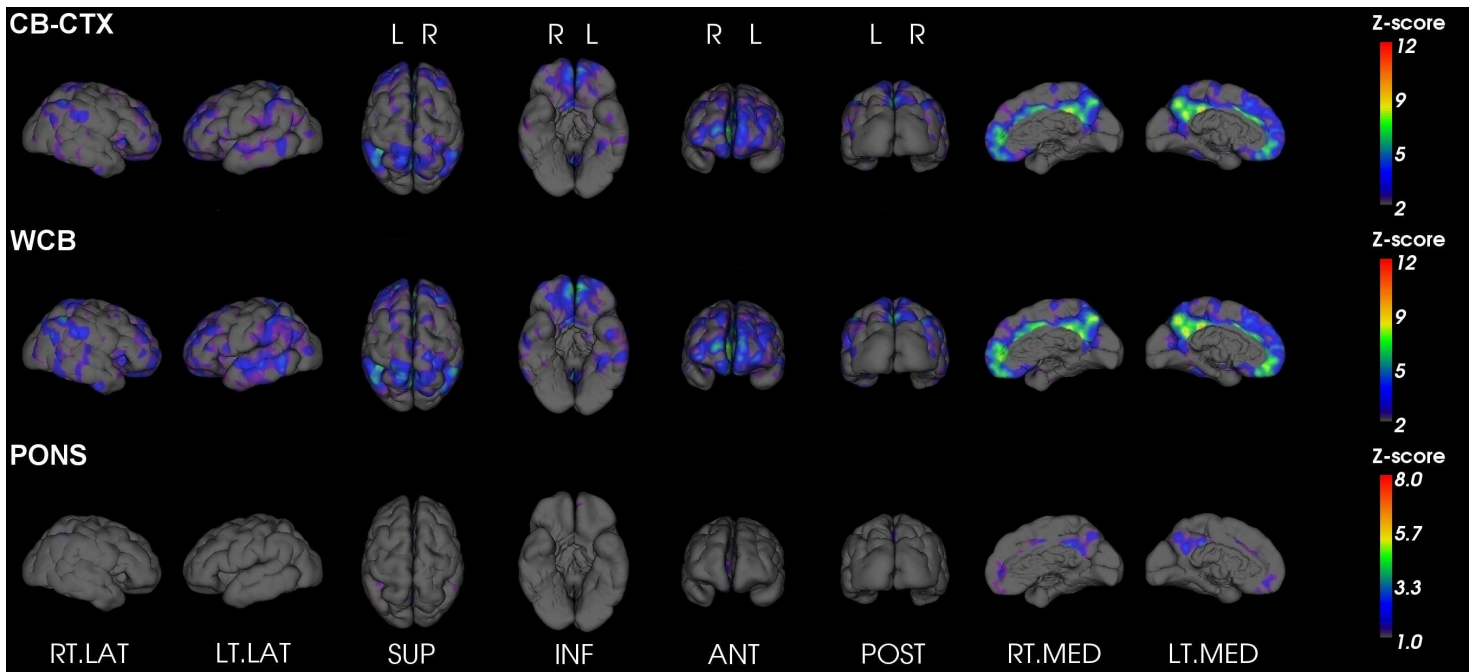 CB-CTX
L R
R L
R L
L R
Z-score
12
9
5
2
WCB
Z-score
12
9
5
2
PONS
Z-score
8.0
5.7
3.3
1.0
RT.LAT
LT.LAT
SUP
INF
ANT
POST
RT.MED
LT.MED